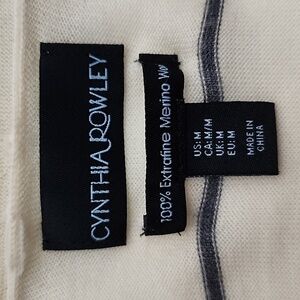 CYNTHIA ROWLEY
100% Extrafine Merino Wo
US: M
CA: M/M
UK: M
EU: M
MADE IN
CHINA